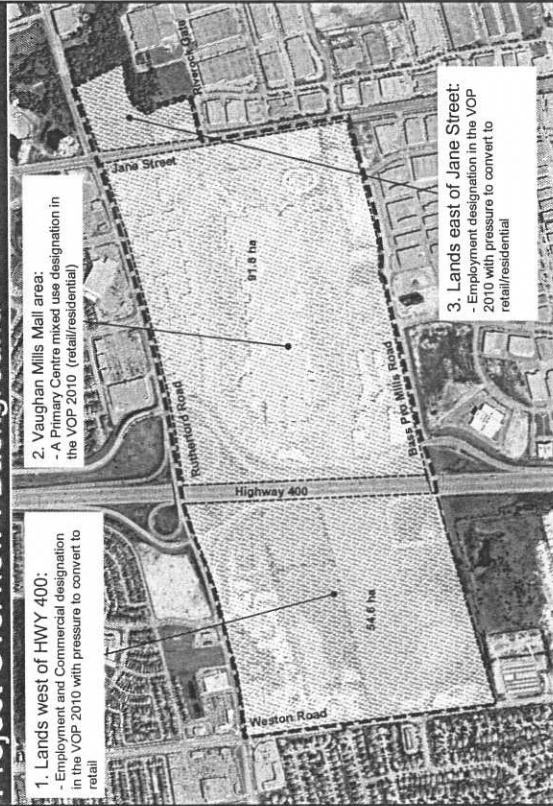 1. Lands west of HWY 400:
- Employment and Commercial designation
in the VOP 2010 with pressure to convert to
retail
2. Vaughan Mills Mall area:
- A Primary Centre mixed use designation in
the VOP 2010 (retail/residential)
3. Lands east of Jane Street:
- Employment designation in the VOP
2010 with pressure to convert to
retail/residential
Rutherford Road
Jane Street
Riverock Gate
91.8 ha
Highway 400
Bass Pro Mills Road
54.6 ha
Weston Road